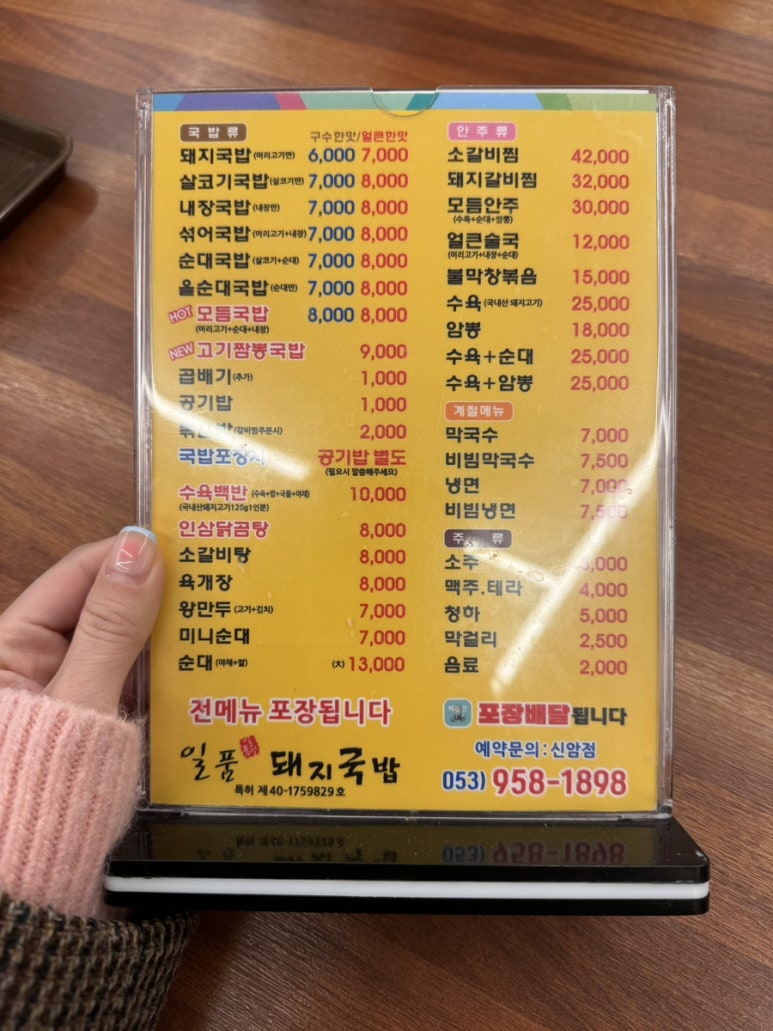 국밥류
구수한맛/얼큰한맛
돼지국밥(머리고기만) 6,000 7,000
살코기국밥(살코기만) 7,000 8,000
내장국밥(내장만) 7,000 8,000
섞어국밥(머리고기+내장) 7,000 8,000
순대국밥(살코기+순대) 7,000 8,000
올순대국밥(순대만) 7,000 8,000
HOT 모듬국밥 8,000 8,000
(머리고기+순대+내장)
NEW 고기짬뽕국밥 9,000
곱배기(추가) 1,000
공기밥 1,000
(갈비찜주문시) 2,000
국밥포장시 공기밥 별도
(필요시 말씀해주세요)
수육백반(수육+밥+국물+야채) 10,000
(국내산돼지고기120g1인분)
인삼닭곰탕 8,000
소갈비탕 8,000
육개장 8,000
왕만두(고기+김치) 7,000
미니순대 7,000
순대(야채+찰) (大) 13,000
전메뉴 포장됩니다
일품 돼지국밥
특허 제40-1759829호
안주류
소갈비찜 42,000
돼지갈비찜 32,000
모듬안주 30,000
(수육+순대+암뽕)
얼큰술국 12,000
(머리고기+내장+순대)
불막창볶음 15,000
수육(국내산 돼지고기) 25,000
암뽕 18,000
수육+순대 25,000
수육+암뽕 25,000
계절메뉴
막국수 7,000
비빔막국수 7,500
냉면 7,000
비빔냉면
주류
소주
맥주.테라 4,000
청하 5,000
막걸리 2,500
음료 2,000
포장배달됩니다
예약문의:신암점
053) 958-1898